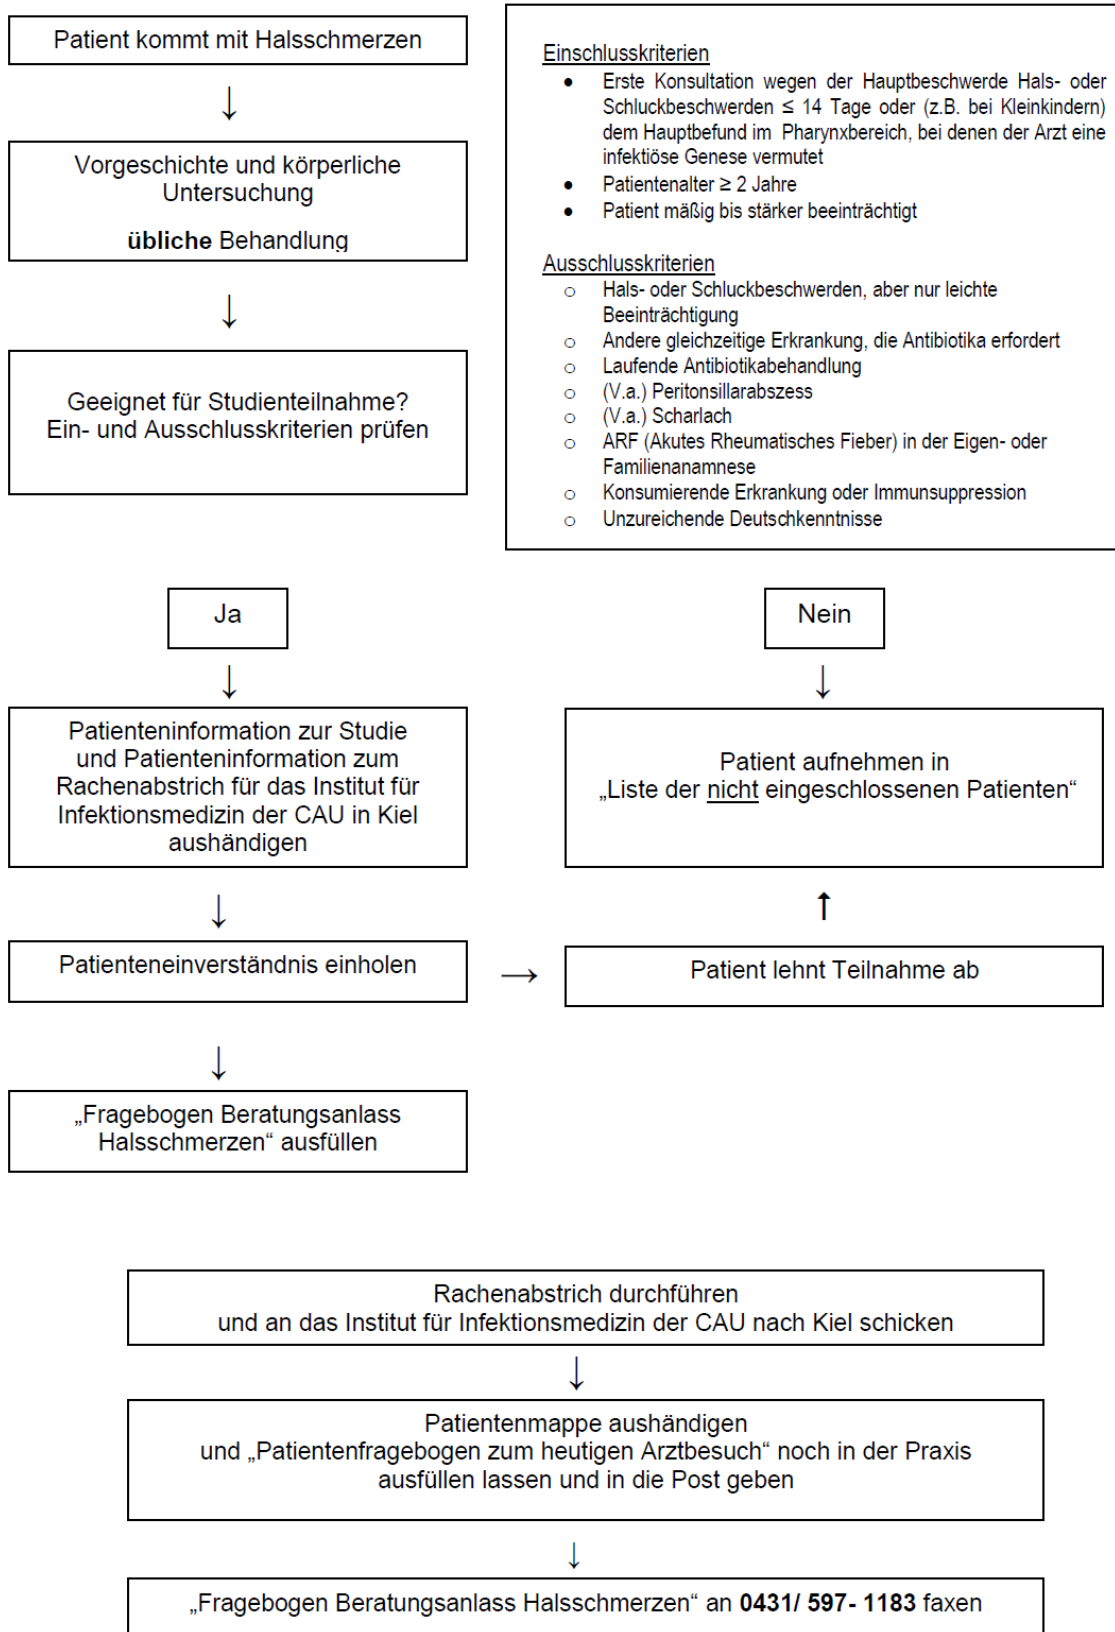 Patient kommt mit Halsschmerzen
↓
Vorgeschichte und körperliche
Untersuchung
übliche Behandlung
↓
Geeignet für Studienteilnahme?
Ein- und Ausschlusskriterien prüfen
Einschlusskriterien
• Erste Konsultation wegen der Hauptbeschwerde Hals- oder
Schluckbeschwerden ≤ 14 Tage oder (z.B. bei Kleinkindern)
dem Hauptbefund im Pharynxbereich, bei denen der Arzt eine
infektiöse Genese vermutet
• Patientenalter ≥ 2 Jahre
• Patient mäßig bis stärker beeinträchtigt
Ausschlusskriterien
○ Hals- oder Schluckbeschwerden, aber nur leichte
Beeinträchtigung
○ Andere gleichzeitige Erkrankung, die Antibiotika erfordert
○ Laufende Antibiotikabehandlung
○ (V.a.) Peritonsillarabszess
○ (V.a.) Scharlach
○ ARF (Akutes Rheumatisches Fieber) in der Eigen- oder
Familienanamnese
○ Konsumierende Erkrankung oder Immunsuppression
○ Unzureichende Deutschkenntnisse
Ja
↓
Patienteninformation zur Studie
und Patienteninformation zum
Rachenabstrich für das Institut für
Infektionsmedizin der CAU in Kiel
aushändigen
↓
Patienteneinverständnis einholen
→
Nein
↓
Patient aufnehmen in
„Liste der nicht eingeschlossenen Patienten“
↑
Patient lehnt Teilnahme ab
↓
„Fragebogen Beratungsanlass
Halsschmerzen“ ausfüllen
Rachenabstrich durchführen
und an das Institut für Infektionsmedizin der CAU nach Kiel schicken
↓
Patientenmappe aushändigen
und „Patientenfragebogen zum heutigen Arztbesuch“ noch in der Praxis
ausfüllen lassen und in die Post geben
↓
„Fragebogen Beratungsanlass Halsschmerzen“ an 0431/ 597- 1183 faxen